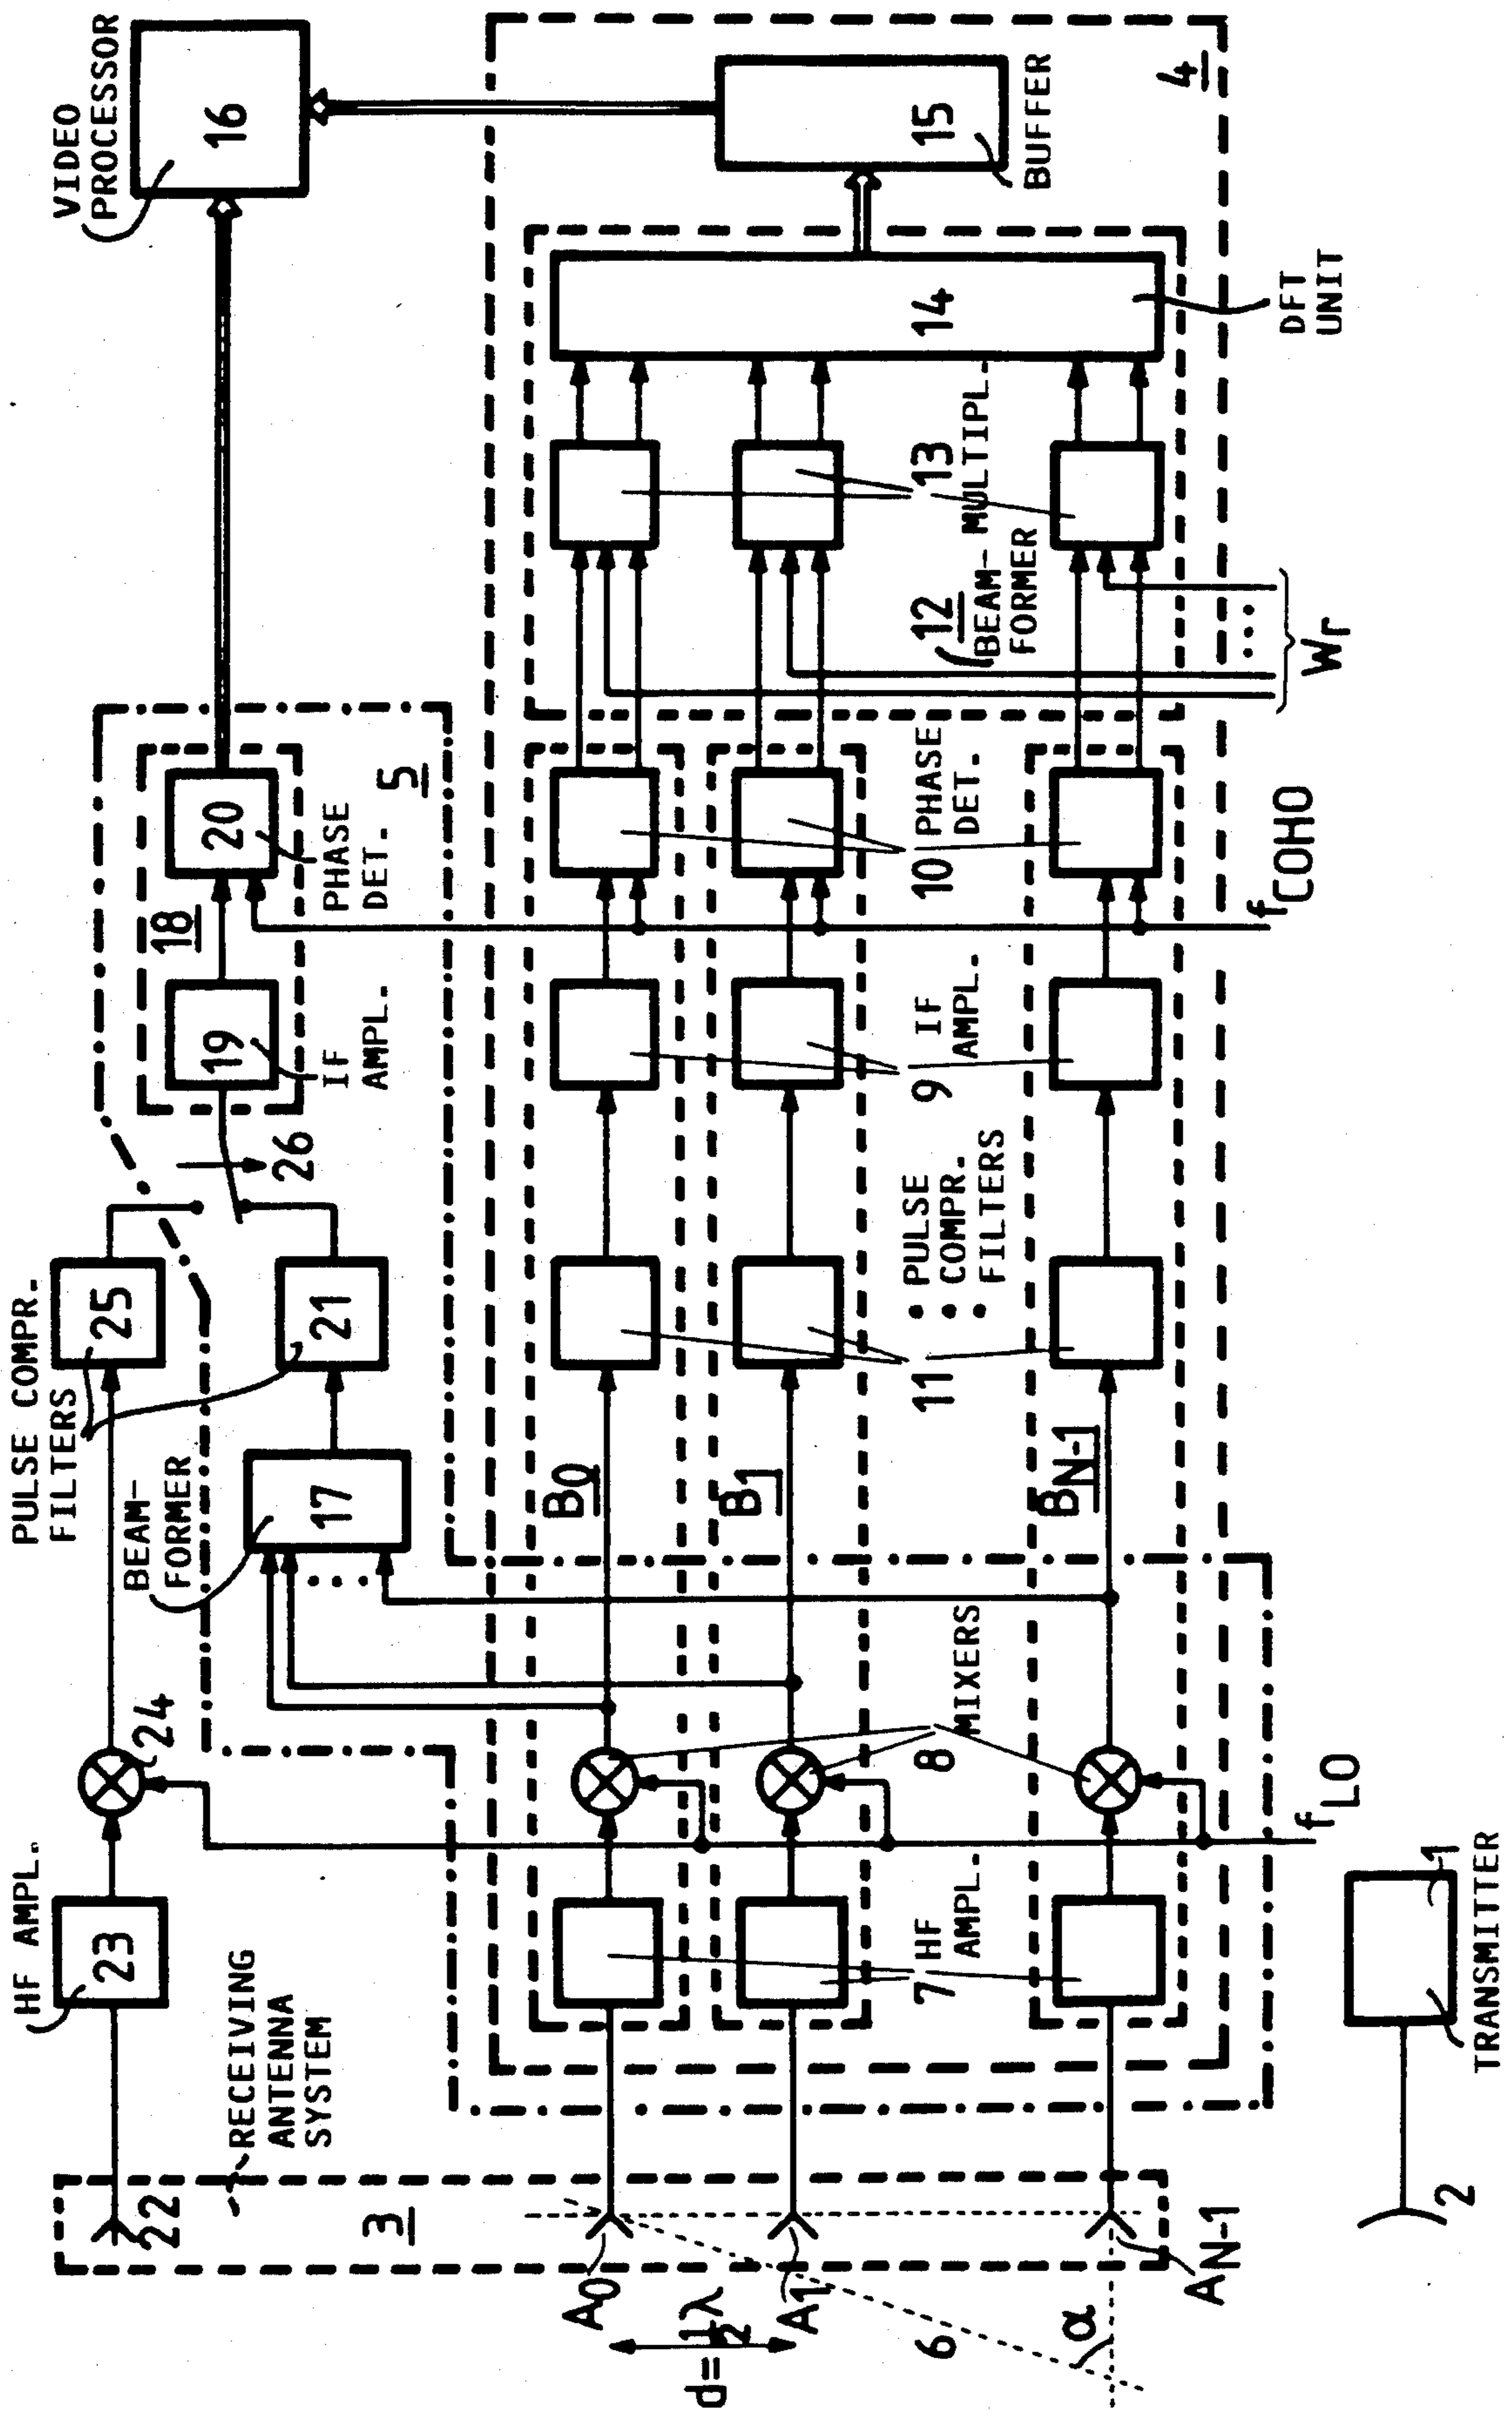 VIDEO
PROCESSOR
16
HF AMPL.
23
24
PULSE COMPR.
FILTERS
25
21
BEAM-
FORMER
17
26
18
19
IF
AMPL.
20
PHASE
DET.
5
22
RECEIVING
ANTENNA
SYSTEM
3
A0
A1
AN-1
d=½λ
6
α
B0
B1
BN-1
7 HF
AMPL.
8
MIXERS
11
PULSE
COMPR.
FILTERS
9
IF
AMPL.
10
PHASE
DET.
12
BEAM-
FORMER
13
MULTIPL.
14
DFT
UNIT
15
BUFFER
4
fLO
fCOHO
Wr
1
TRANSMITTER
2